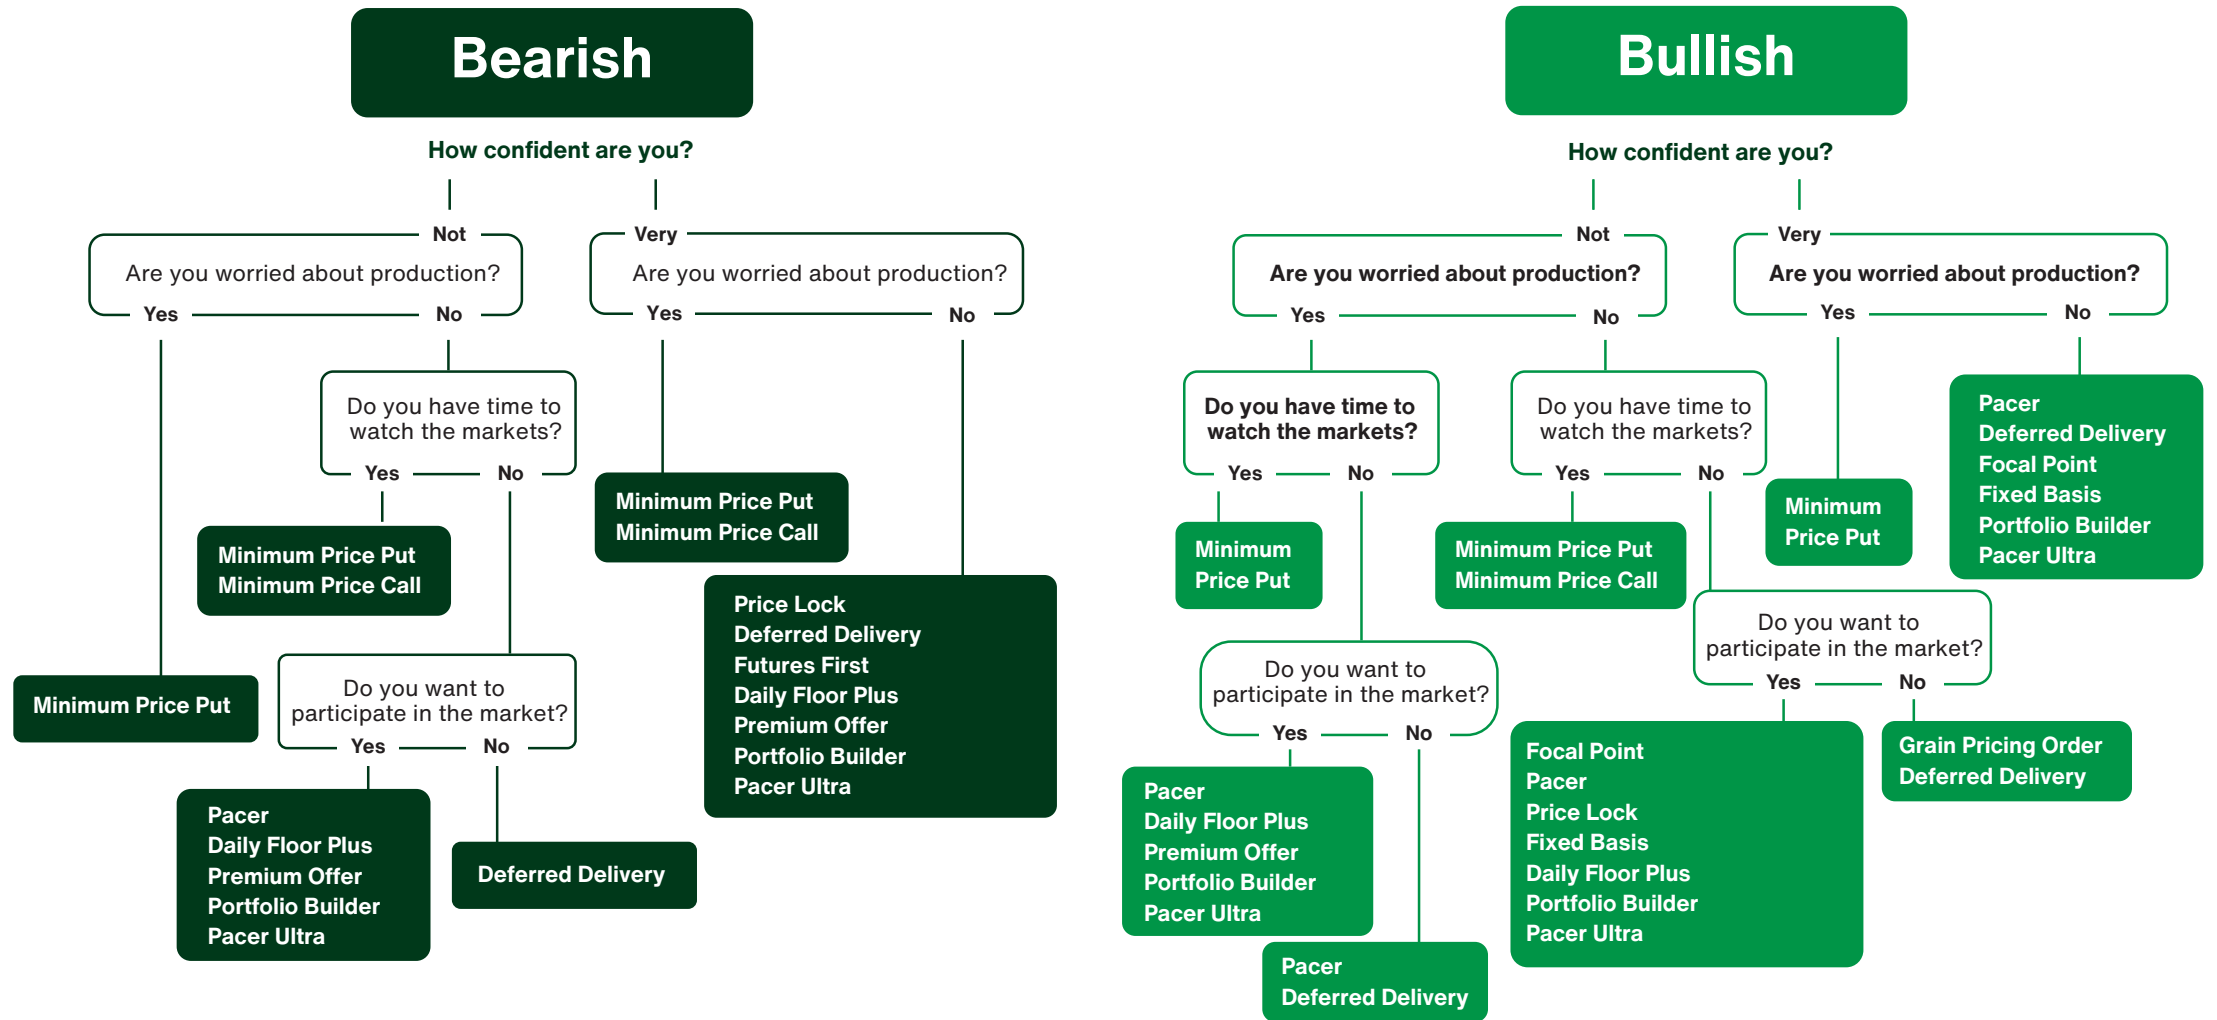 Bearish
How confident are you?
Not
Very
Are you worried about production?
Yes
No
Are you worried about production?
Yes
No
Do you have time to
watch the markets?
Yes
No
Minimum Price Put
Minimum Price Call
Minimum Price Put
Minimum Price Call
Price Lock
Deferred Delivery
Futures First
Daily Floor Plus
Premium Offer
Portfolio Builder
Pacer Ultra
Minimum Price Put
Do you want to
participate in the market?
Yes
No
Pacer
Daily Floor Plus
Premium Offer
Portfolio Builder
Pacer Ultra
Deferred Delivery
Bullish
How confident are you?
Not
Very
Are you worried about production?
Yes
No
Are you worried about production?
Yes
No
Do you have time to
watch the markets?
Yes
No
Do you have time to
watch the markets?
Yes
No
Minimum
Price Put
Pacer
Deferred Delivery
Focal Point
Fixed Basis
Portfolio Builder
Pacer Ultra
Minimum
Price Put
Minimum Price Put
Minimum Price Call
Do you want to
participate in the market?
Yes
No
Do you want to
participate in the market?
Yes
No
Pacer
Daily Floor Plus
Premium Offer
Portfolio Builder
Pacer Ultra
Pacer
Deferred Delivery
Focal Point
Pacer
Price Lock
Fixed Basis
Daily Floor Plus
Portfolio Builder
Pacer Ultra
Grain Pricing Order
Deferred Delivery